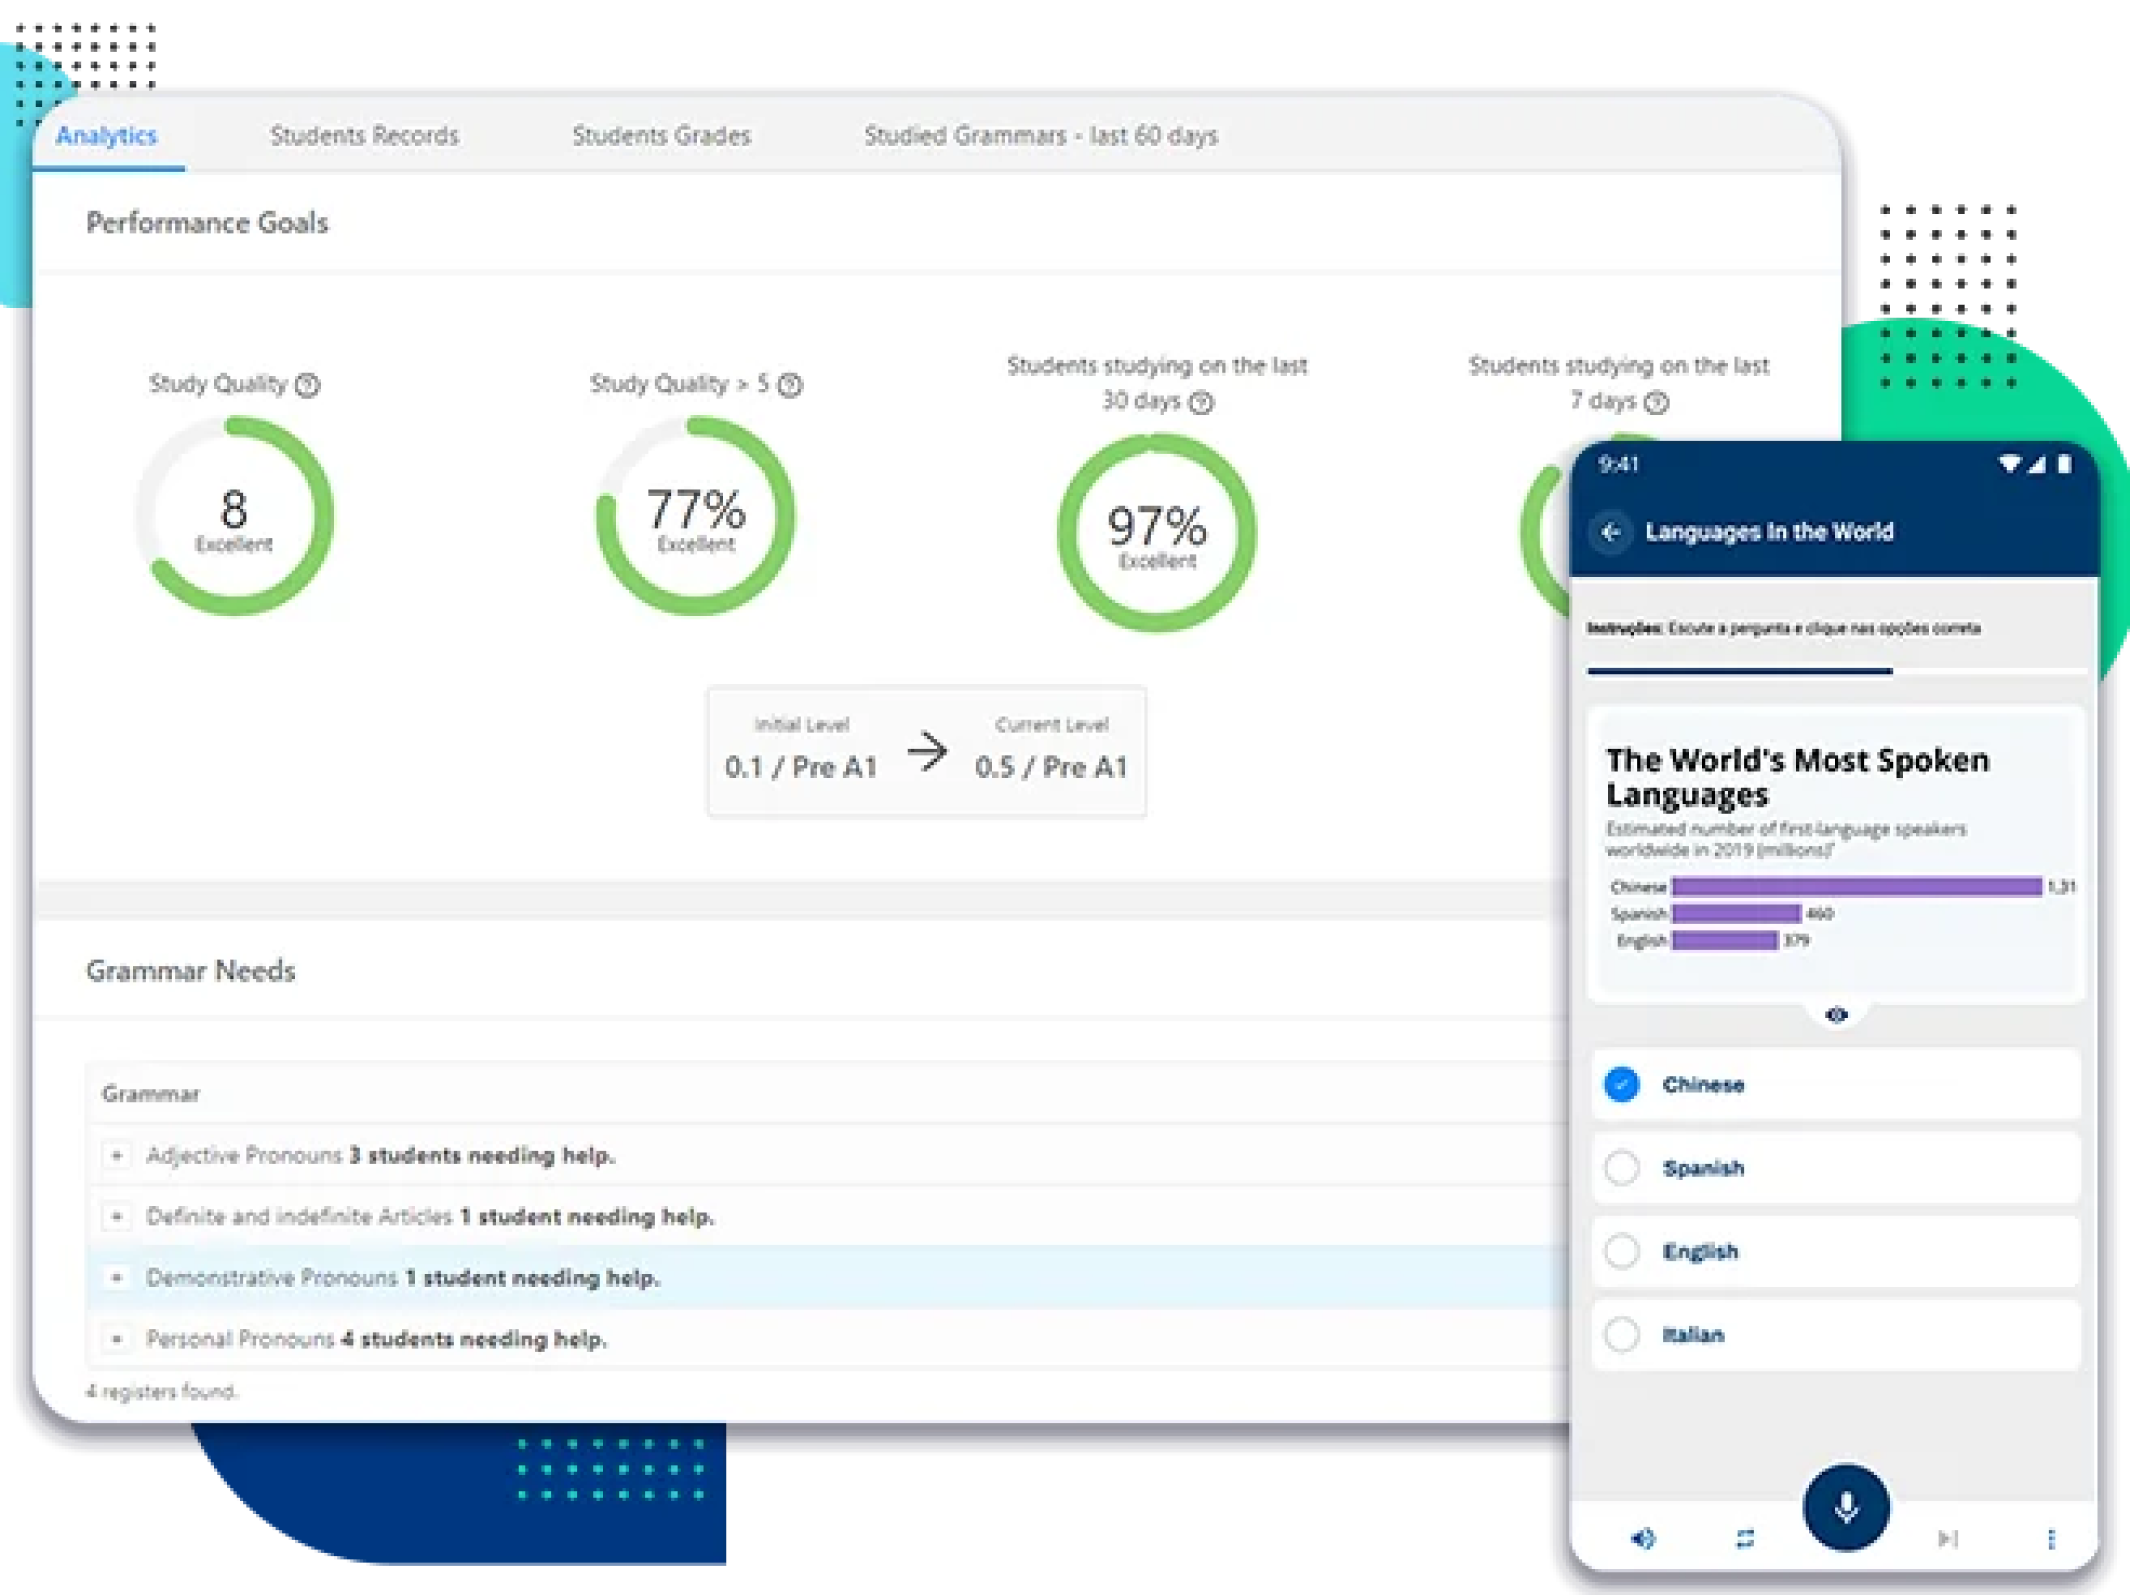 Analytics
Students Records
Students Grades
Studied Grammars - last 60 days
Performance Goals
Study Quality
8
Excellent
Study Quality > 5
77%
Excellent
Students studying on the last
30 days
97%
Excellent
Students studying on the last
7 days
Initial Level
0.1 / Pre A1
Current Level
0.5 / Pre A1
Grammar Needs
Grammar
+ Adjective Pronouns 3 students needing help.
+ Definite and indefinite Articles 1 student needing help.
+ Demonstrative Pronouns 1 student needing help.
+ Personal Pronouns 4 students needing help.
4 registers found.
9:41
Languages In the World
Instruções: Escute a pergunta e clique nas opções correta
The World's Most Spoken
Languages
Estimated number of first-language speakers
worldwide in 2019 (millions)*
Chinese 1,31
Spanish 460
English 379
Chinese
Spanish
English
Italian